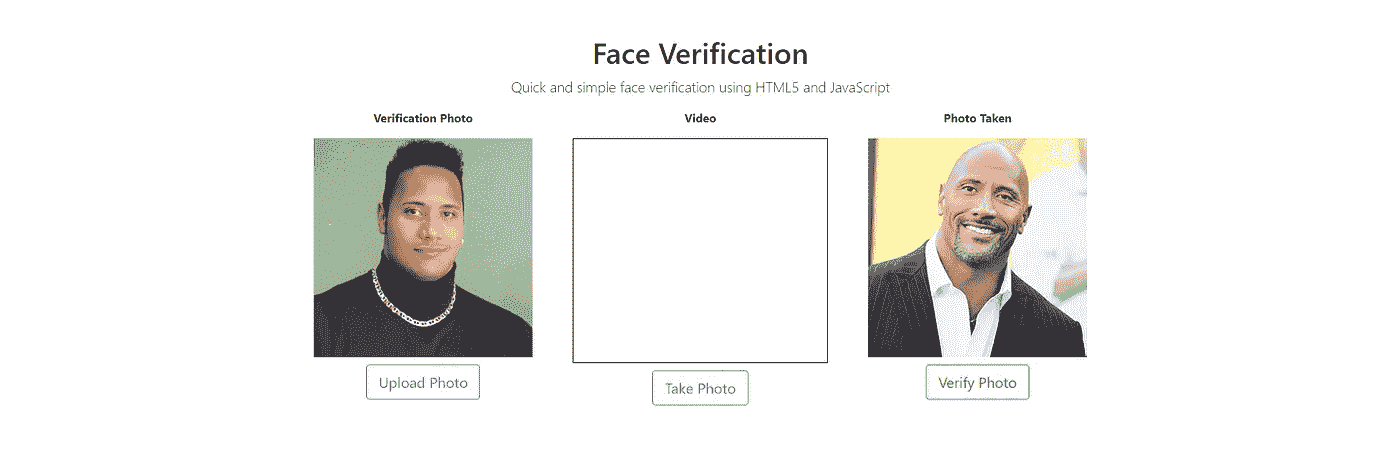 Face Verification
Quick and simple face verification using HTML5 and JavaScript
Verification Photo
Video
Photo Taken
Upload Photo
Take Photo
Verify Photo